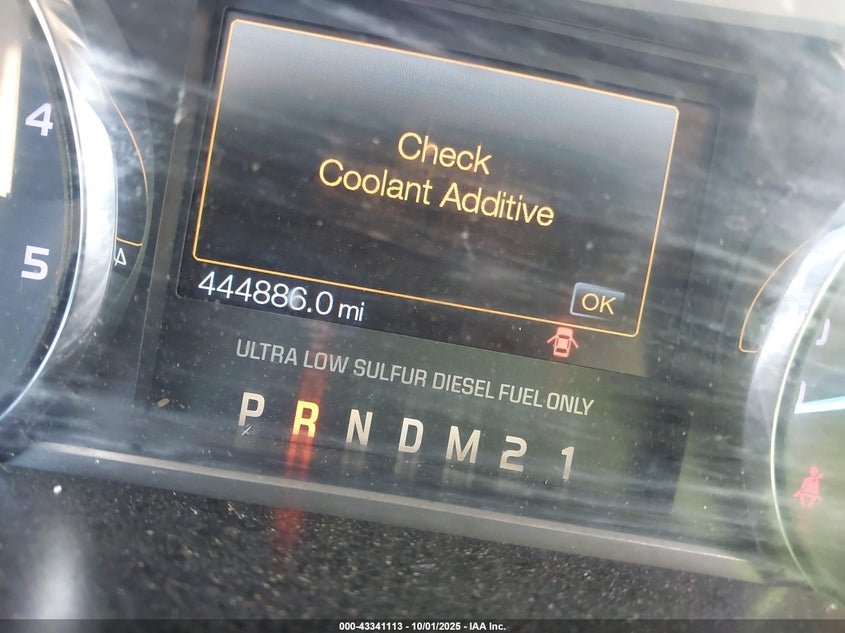 4
5
Check
Coolant Additive
444886.0 mi
OK
ULTRA LOW SULFUR DIESEL FUEL ONLY
P R N D M 2 1
000-43341113 - 10/01/2025 - IAA Inc.